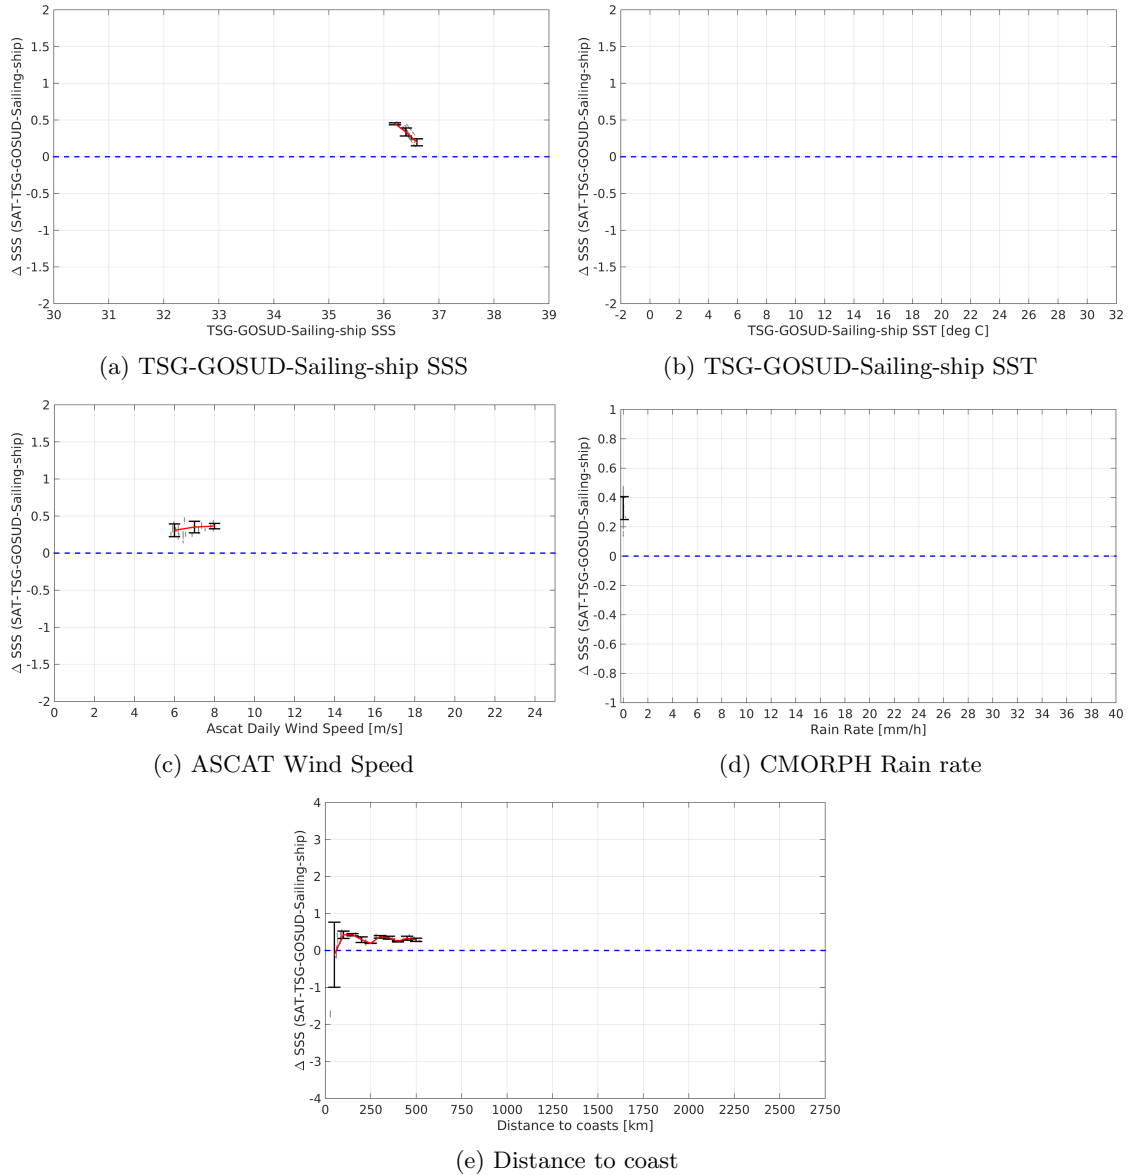 2
1.5
1
0.5
0
-0.5
-1
-1.5
-2
30 31 32 33 34 35 36 37 38 39
Δ SSS (SAT-TSG-GOSUD-Sailing-ship)
TSG-GOSUD-Sailing-ship SSS
(a) TSG-GOSUD-Sailing-ship SSS
2
1.5
1
0.5
0
-0.5
-1
-1.5
-2
-2 0 2 4 6 8 10 12 14 16 18 20 22 24 26 28 30 32
Δ SSS (SAT-TSG-GOSUD-Sailing-ship)
TSG-GOSUD-Sailing-ship SST [deg C]
(b) TSG-GOSUD-Sailing-ship SST
2
1.5
1
0.5
0
-0.5
-1
-1.5
-2
0 2 4 6 8 10 12 14 16 18 20 22 24
Δ SSS (SAT-TSG-GOSUD-Sailing-ship)
Ascat Daily Wind Speed [m/s]
(c) ASCAT Wind Speed
1
0.8
0.6
0.4
0.2
0
-0.2
-0.4
-0.6
-0.8
-1
0 2 4 6 8 10 12 14 16 18 20 22 24 26 28 30 32 34 36 38 40
Δ SSS (SAT-TSG-GOSUD-Sailing-ship)
Rain Rate [mm/h]
(d) CMORPH Rain rate
4
3
2
1
0
-1
-2
-3
-4
0 250 500 750 1000 1250 1500 1750 2000 2250 2500 2750
Δ SSS (SAT-TSG-GOSUD-Sailing-ship)
Distance to coasts [km]
(e) Distance to coast